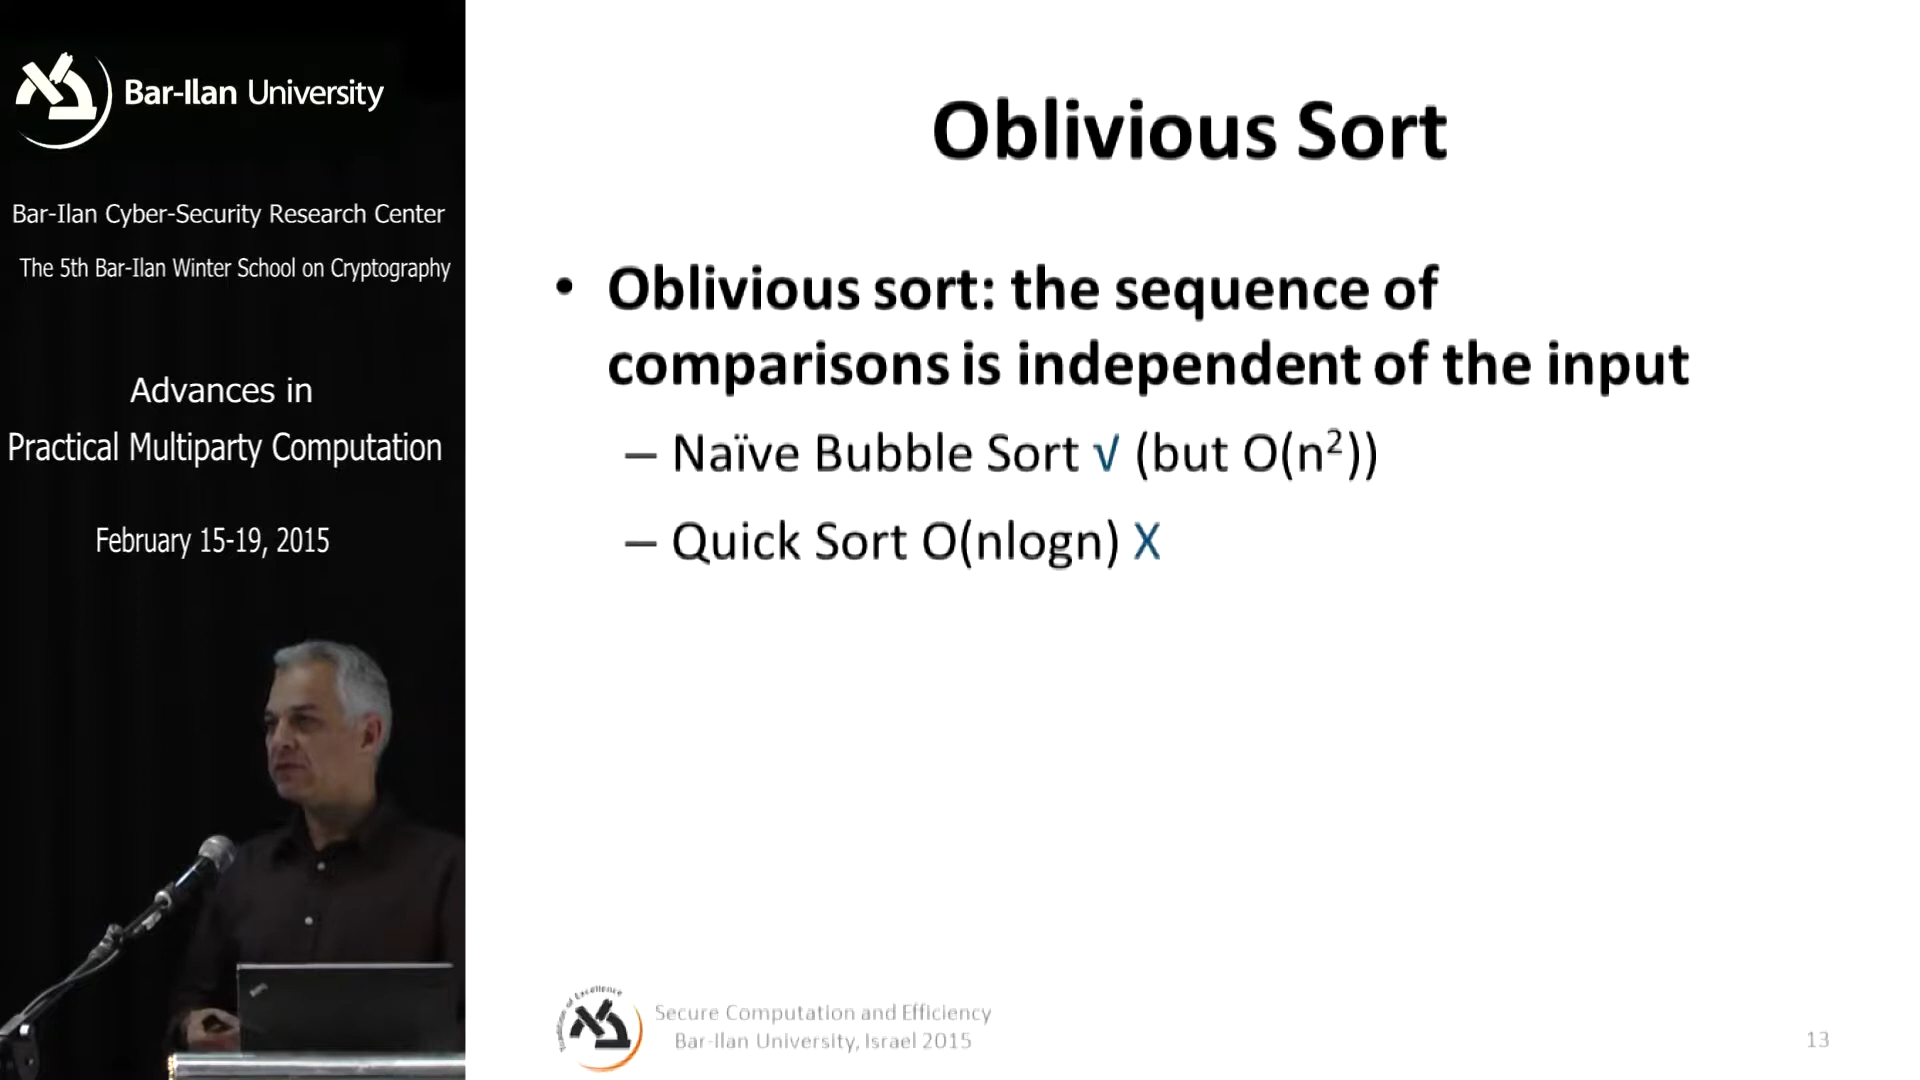 Bar-Ilan University
Bar-Ilan Cyber-Security Research Center
The 5th Bar-Ilan Winter School on Cryptography
Advances in
Practical Multiparty Computation
February 15-19, 2015
Oblivious Sort
• Oblivious sort: the sequence of
comparisons is independent of the input
– Naïve Bubble Sort √ (but O(n²))
– Quick Sort O(nlogn) X
of Excellence
Secure Computation and Efficiency
Bar-Ilan University, Israel 2015
13